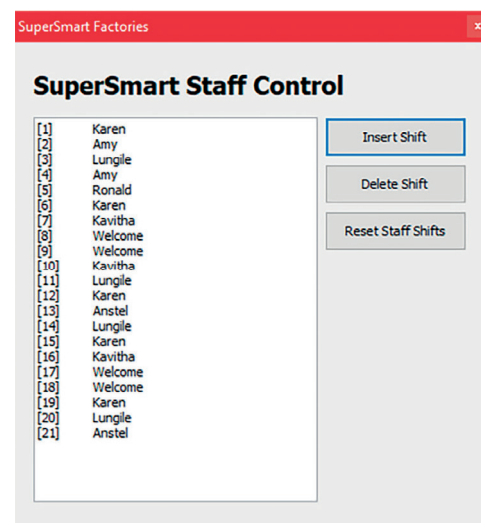 SuperSmart Factories x
SuperSmart Staff Control
[1] Karen
[2] Amy
[3] Lungile
[4] Amy
[5] Ronald
[6] Karen
[7] Kavitha
[8] Welcome
[9] Welcome
[10] Kavitha
[11] Lungile
[12] Karen
[13] Anstel
[14] Lungile
[15] Karen
[16] Kavitha
[17] Welcome
[18] Welcome
[19] Karen
[20] Lungile
[21] Anstel
Insert Shift
Delete Shift
Reset Staff Shifts